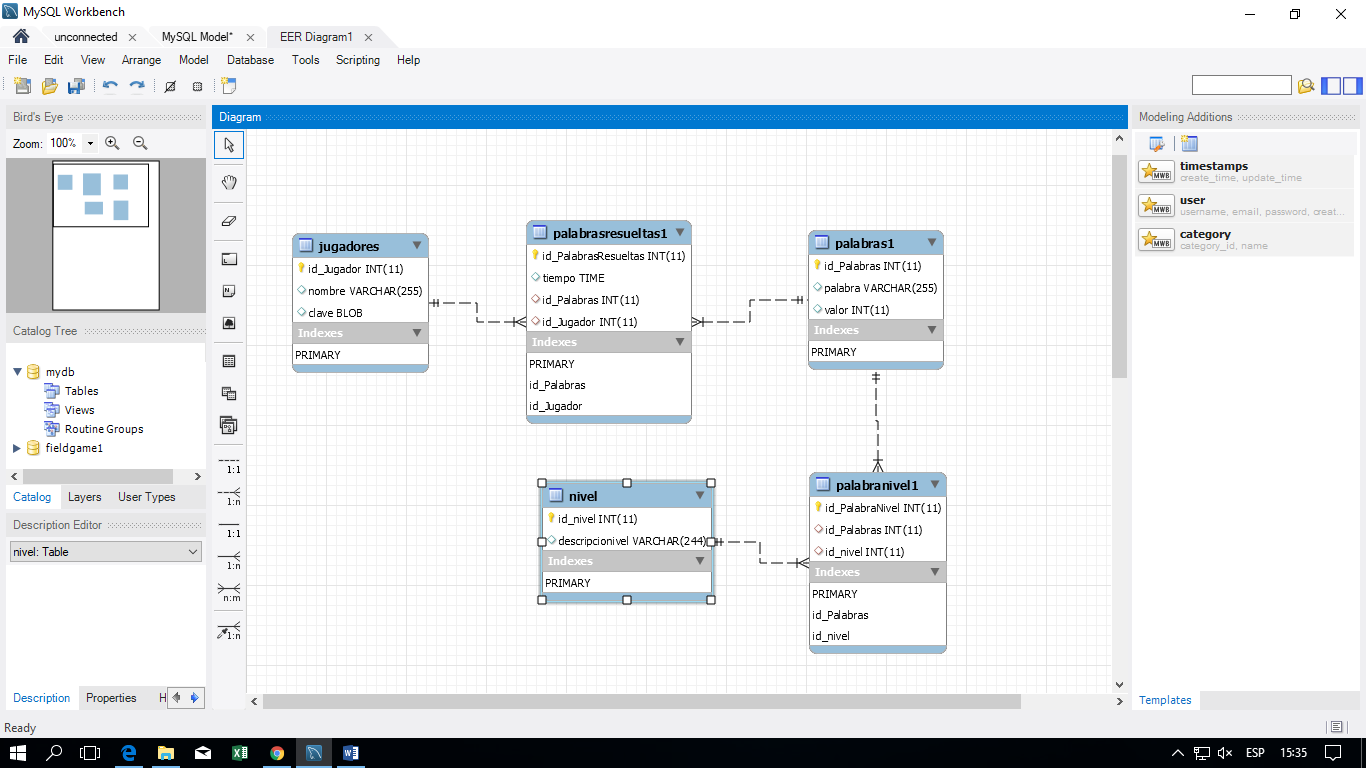 MySQL Workbench
unconnected
MySQL Model*
EER Diagram1
File Edit View Arrange Model Database Tools Scripting Help
Bird's Eye
Zoom: 100%
Catalog Tree
mydb
Tables
Views
Routine Groups
fieldgame1
Catalog Layers User Types
Description Editor
nivel: Table
Description Properties H
Diagram
1:1
1:n
1:1
1:n
n:m
1:n
jugadores
id_Jugador INT(11)
nombre VARCHAR(255)
clave BLOB
Indexes
PRIMARY
palabrasresueltas1
id_PalabrasResueltas INT(11)
tiempo TIME
id_Palabras INT(11)
id_Jugador INT(11)
Indexes
PRIMARY
id_Palabras
id_Jugador
palabras1
id_Palabras INT(11)
palabra VARCHAR(255)
valor INT(11)
Indexes
PRIMARY
nivel
id_nivel INT(11)
descripcionivel VARCHAR(244)
Indexes
PRIMARY
palabranivel1
id_PalabraNivel INT(11)
id_Palabras INT(11)
id_nivel INT(11)
Indexes
PRIMARY
id_Palabras
id_nivel
Modeling Additions
MWB
timestamps
create_time, update_time
MWB
user
username, email, password, creat...
MWB
category
category_id, name
Templates
Ready
ESP 15:35